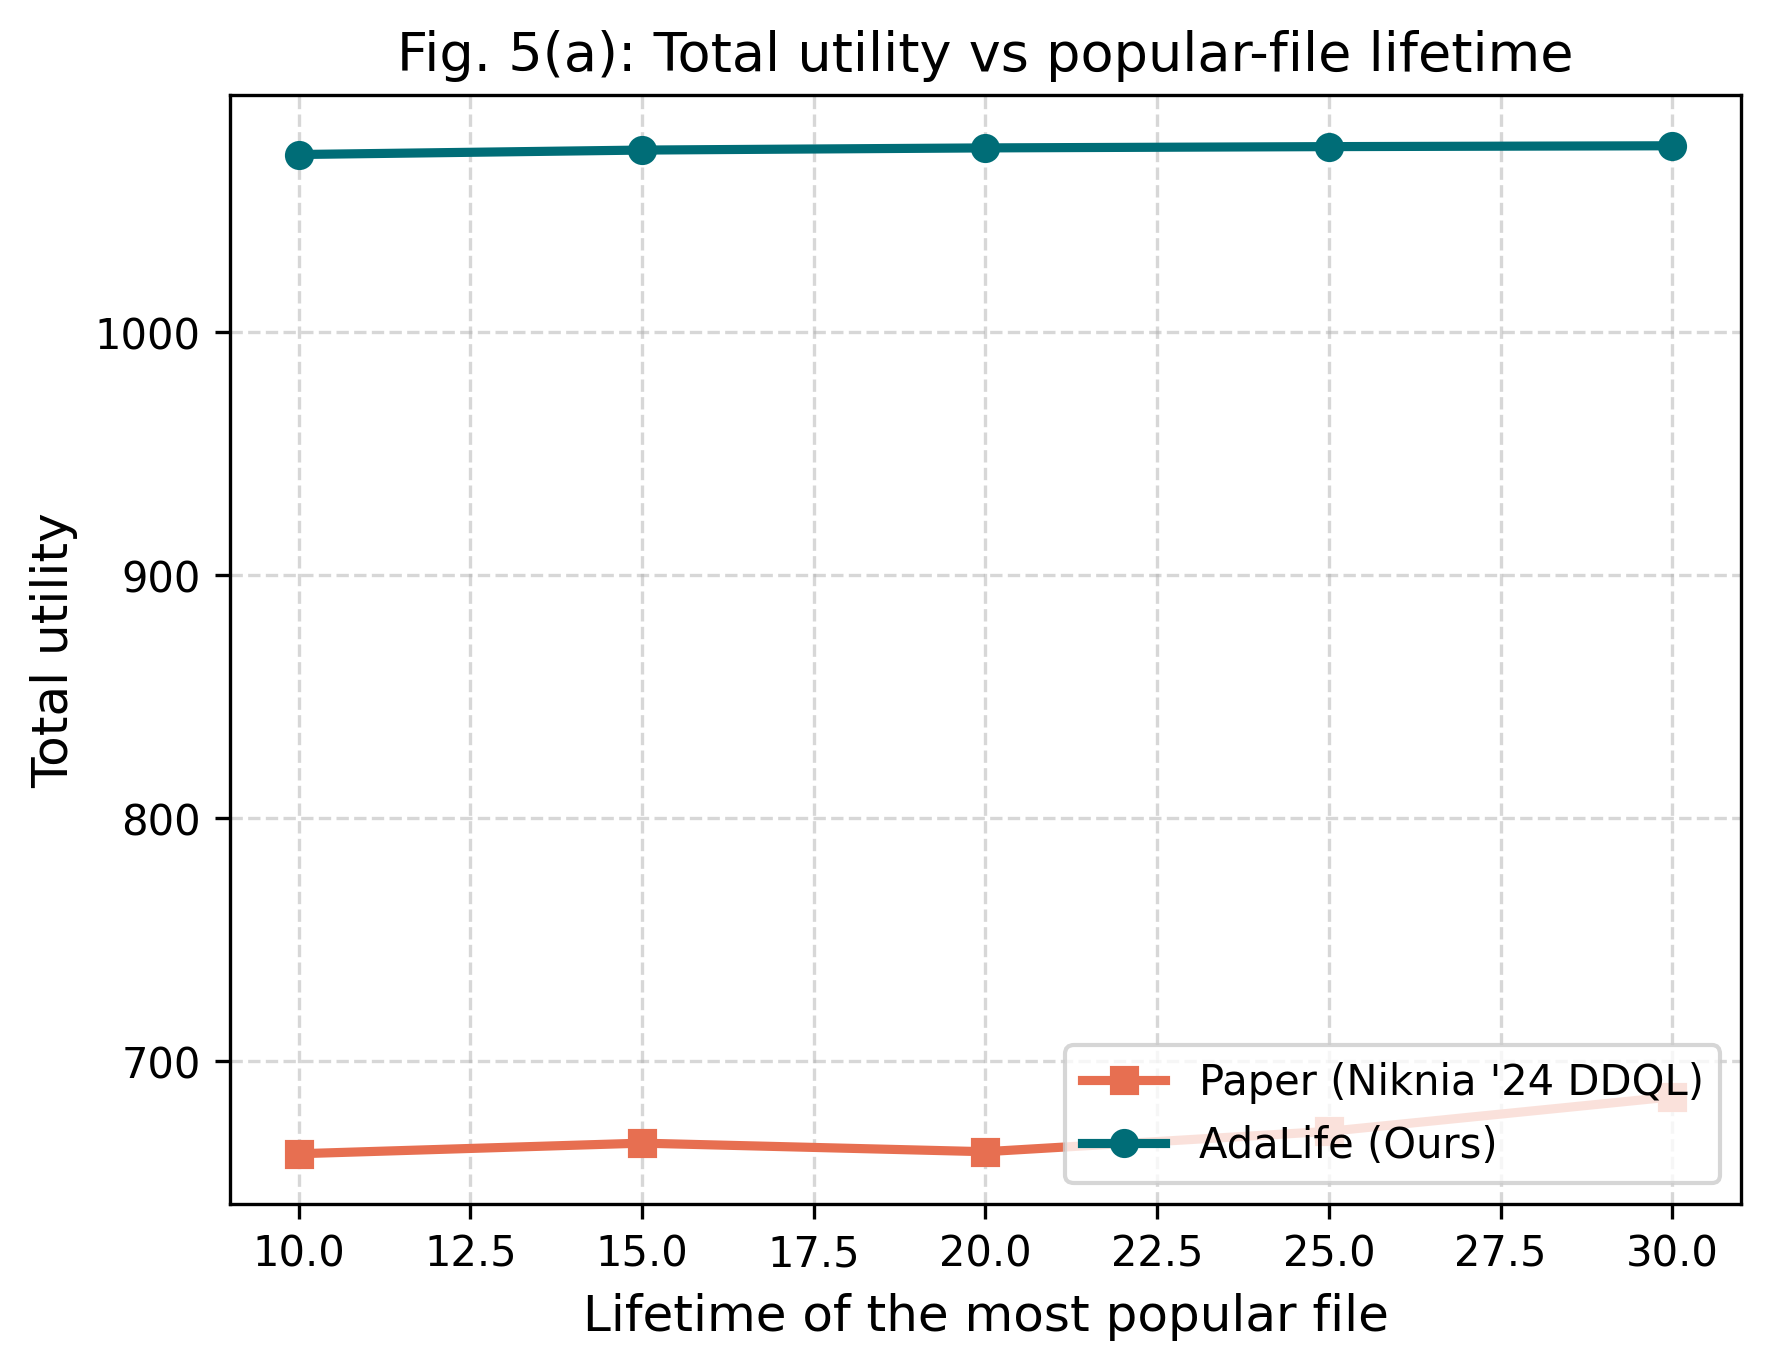 Fig. 5(a): Total utility vs popular-file lifetime
Total utility
1000
900
800
700
Paper (Niknia '24 DDQL)
AdaLife (Ours)
10.0 12.5 15.0 17.5 20.0 22.5 25.0 27.5 30.0
Lifetime of the most popular file